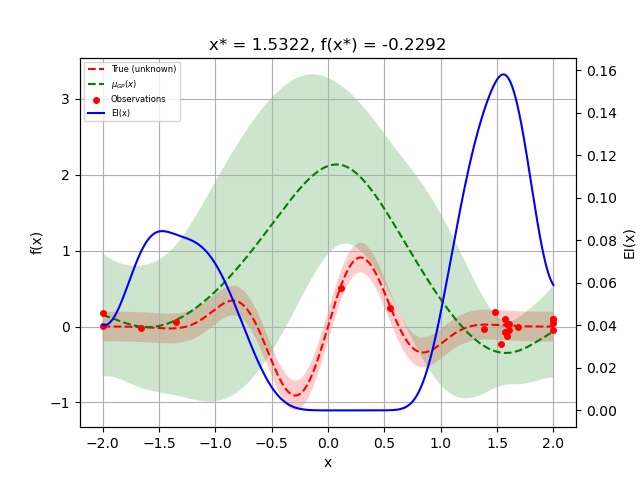 x* = 1.5322, f(x*) = -0.2292
True (unknown)
μGP(x)
Observations
EI(x)
3
2
1
0
−1
f(x)
0.16
0.14
0.12
0.10
0.08
0.06
0.04
0.02
0.00
EI(x)
−2.0 −1.5 −1.0 −0.5 0.0 0.5 1.0 1.5 2.0
x